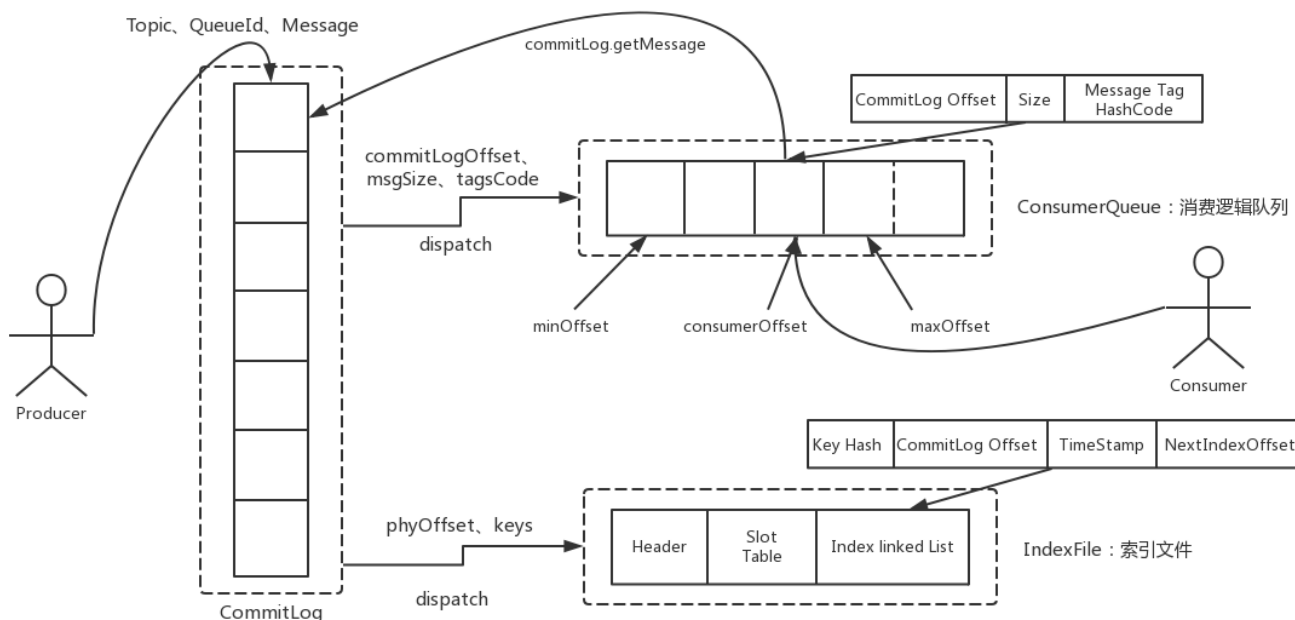 Topic、QueueId、Message
commitLog.getMessage
CommitLog Offset
Size
Message Tag
HashCode
commitLogOffset、
msgSize、tagsCode
dispatch
ConsumerQueue：消费逻辑队列
minOffset
consumerOffset
maxOffset
Producer
Consumer
Key Hash
CommitLog Offset
TimeStamp
NextIndexOffset
phyOffset、keys
dispatch
Header
Slot
Table
Index linked List
IndexFile：索引文件
CommitLog